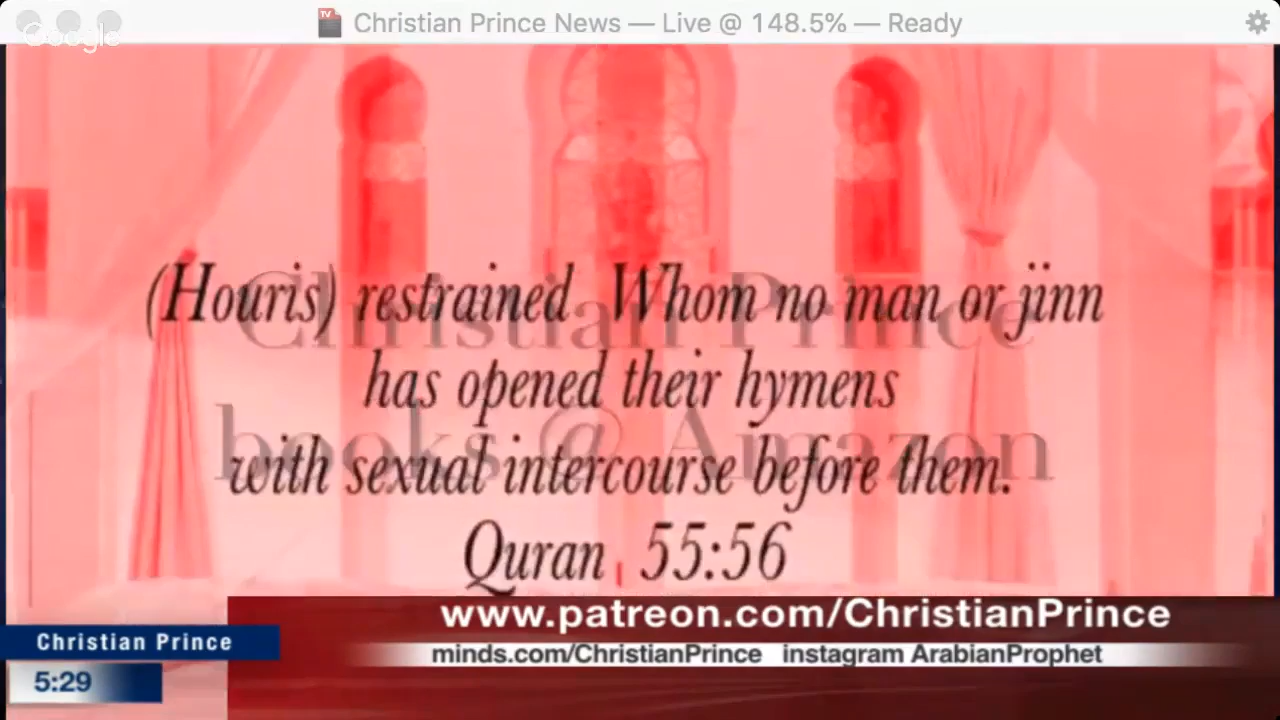 Christian Prince News — Live @ 148.5% — Ready
Google
TV
(Houris) restrained Whom no man or jinn
has opened their hymens
with sexual intercourse before them.
Quran 55:56
Christian Prince
books @ Amazon
www.patreon.com/ChristianPrince
minds.com/ChristianPrince instagram ArabianProphet
Christian Prince
5:29